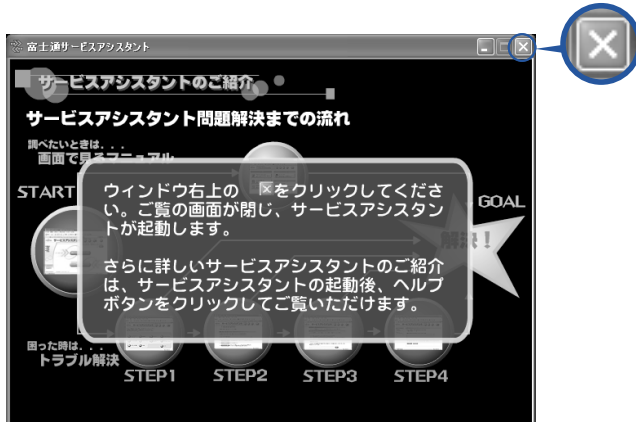 富士通サービスアシスタント
サービスアシスタントのご紹介
サービスアシスタント問題解決までの流れ
調べたいときは...
画面で見るマニュアル
START
GOAL
解決！
ウィンドウ右上の ☒をクリックしてくださ
い。ご覧の画面が閉じ、サービスアシスタン
トが起動します。
さらに詳しいサービスアシスタントのご紹介
は、サービスアシスタントの起動後、ヘルプ
ボタンをクリックしてご覧いただけます。
困った時は...
トラブル解決
STEP1 STEP2 STEP3 STEP4